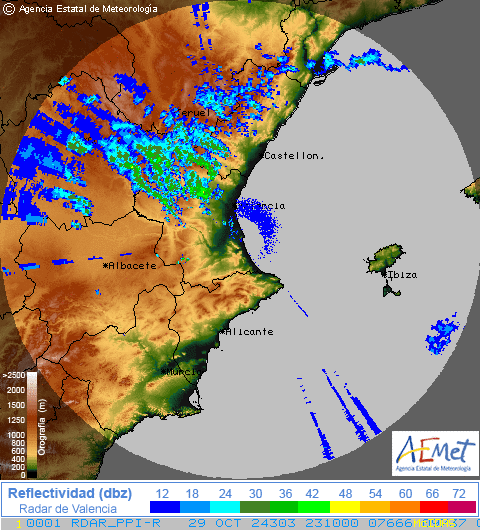 © Agencia Estatal de Meteorología
Teruel
Castellon.
Valencia
*Albacete
*Ibiza
*Alicante
*Murcia
>2500
2000
1750
1500
1250
1000
800
600
400
200
0
Orografía (m)
AEMet
Agencia Estatal de Meteorología
Reflectividad (dbz)
Radar de Valencia
12 18 24 30 36 42 48 54 60 66 72
1 0001 RDAR_PPI-R 29 OCT 24303 231000